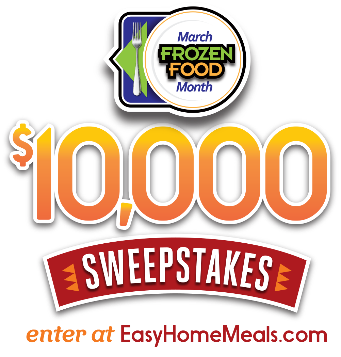 March
FROZEN
FOOD
Month
$10,000
SWEEPSTAKES
enter at EasyHomeMeals.com